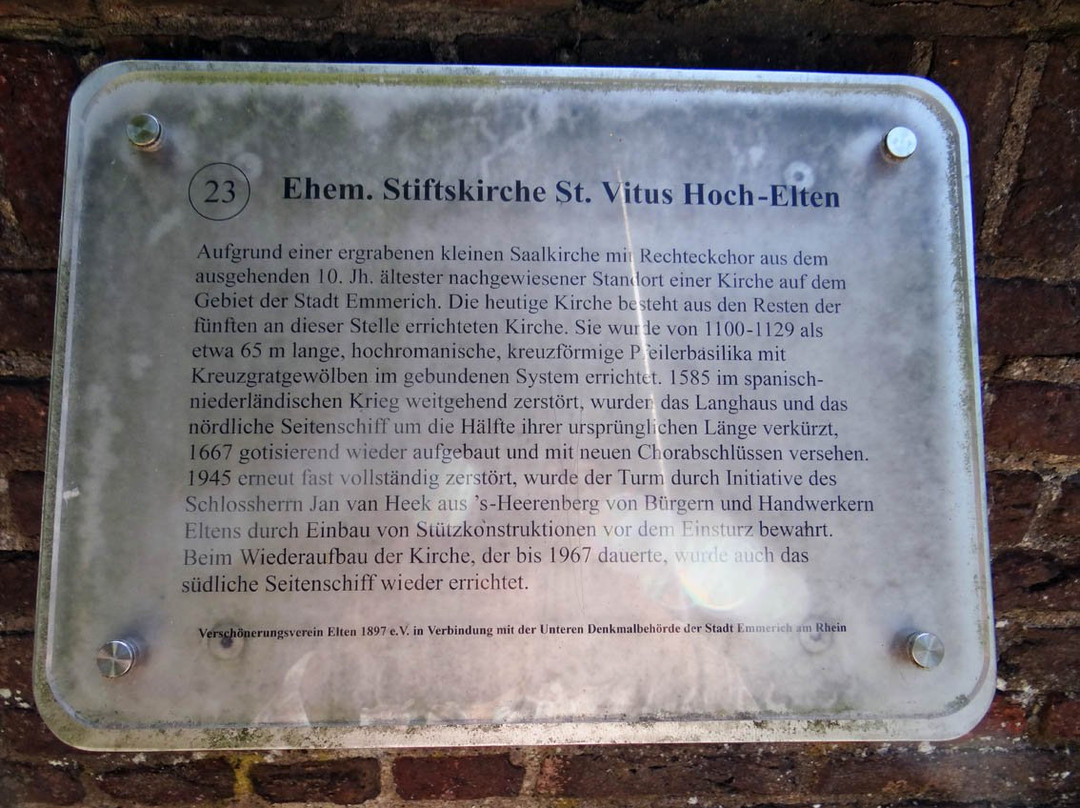 23 Ehem. Stiftskirche St. Vitus Hoch-Elten
Aufgrund einer ergrabenen kleinen Saalkirche mit Rechteckchor aus dem
ausgehenden 10. Jh. ältester nachgewiesener Standort einer Kirche auf dem
Gebiet der Stadt Emmerich. Die heutige Kirche besteht aus den Resten der
fünften an dieser Stelle errichteten Kirche. Sie wurde von 1100-1129 als
etwa 65 m lange, hochromanische, kreuzförmige Pfeilerbasilika mit
Kreuzgratgewölben im gebundenen System errichtet. 1585 im spanisch-
niederländischen Krieg weitgehend zerstört, wurden das Langhaus und das
nördliche Seitenschiff um die Hälfte ihrer ursprünglichen Länge verkürzt,
1667 gotisierend wieder aufgebaut und mit neuen Chorabschlüssen versehen.
1945 erneut fast vollständig zerstört, wurde der Turm durch Initiative des
Schlossherrn Jan van Heek aus 's-Heerenberg von Bürgern und Handwerkern
Eltens durch Einbau von Stützkonstruktionen vor dem Einsturz bewahrt.
Beim Wiederaufbau der Kirche, der bis 1967 dauerte, wurde auch das
südliche Seitenschiff wieder errichtet.
Verschönerungsverein Elten 1897 e.V. in Verbindung mit der Unteren Denkmalbehörde der Stadt Emmerich am Rhein